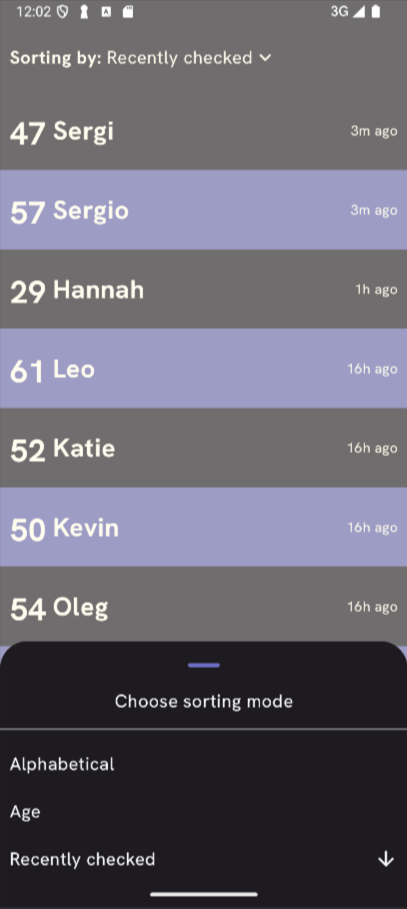 12:02 3G
Sorting by: Recently checked
47 Sergi 3m ago
57 Sergio 3m ago
29 Hannah 1h ago
61 Leo 16h ago
52 Katie 16h ago
50 Kevin 16h ago
54 Oleg 16h ago
Choose sorting mode
Alphabetical
Age
Recently checked